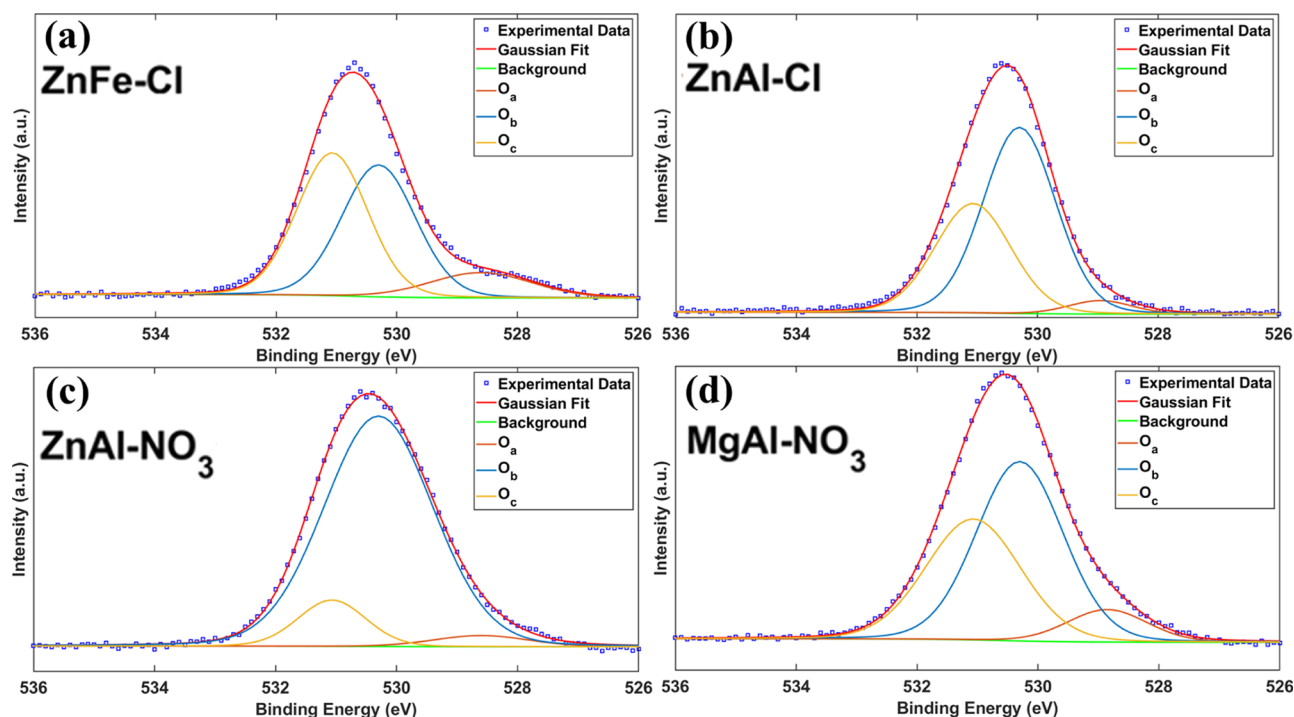 (a)
ZnFe-Cl
Experimental Data
Gaussian Fit
Background
Oa
Ob
Oc
Intensity (a.u.)
536 534 532 530 528 526
Binding Energy (eV)
(b)
ZnAl-Cl
Experimental Data
Gaussian Fit
Background
Oa
Ob
Oc
Intensity (a.u.)
536 534 532 530 528 526
Binding Energy (eV)
(c)
ZnAl-NO3
Experimental Data
Gaussian Fit
Background
Oa
Ob
Oc
Intensity (a.u.)
536 534 532 530 528 526
Binding Energy (eV)
(d)
MgAl-NO3
Experimental Data
Gaussian Fit
Background
Oa
Ob
Oc
Intensity (a.u.)
536 534 532 530 528 526
Binding Energy (eV)